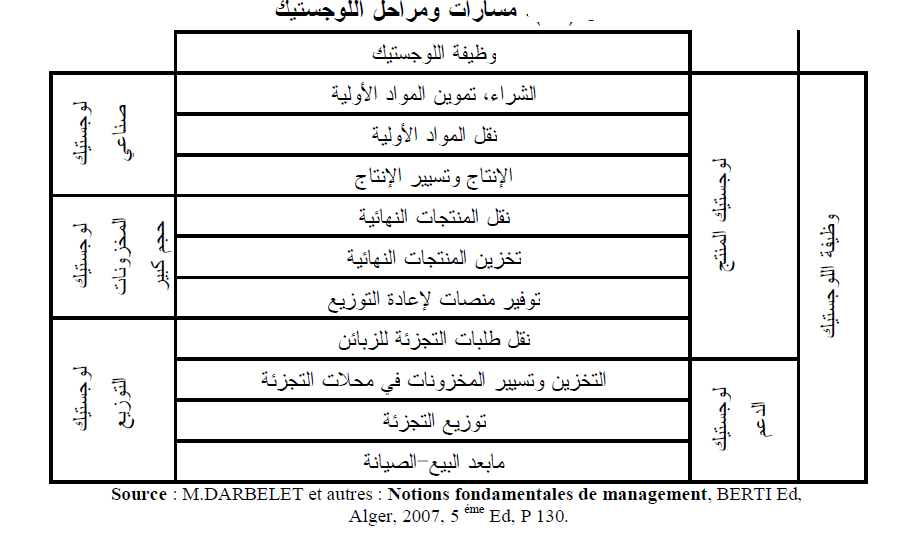 مسارات ومراحل اللوجستيك
وظيفة اللوجستيك
وظيفة اللوجستيك
لوجستيك المنتج
لوجستيك
الدعم
الشراء، تموين المواد الأولية
نقل المواد الأولية
الإنتاج وتسيير الإنتاج
نقل المنتجات النهائية
تخزين المنتجات النهائية
توفير منصات لإعادة التوزيع
نقل طلبات التجزئة للزبائن
التخزين وتسيير المخزونات في محلات التجزئة
توزيع التجزئة
مابعد البيع-الصيانة
لوجستيك
صناعي
لوجستيك
المخزونات
حجم كبير
لوجستيك
التوزيع
Source : M.DARBELET et autres : Notions fondamentales de management, BERTI Ed,
Alger, 2007, 5 éme Ed, P 130.